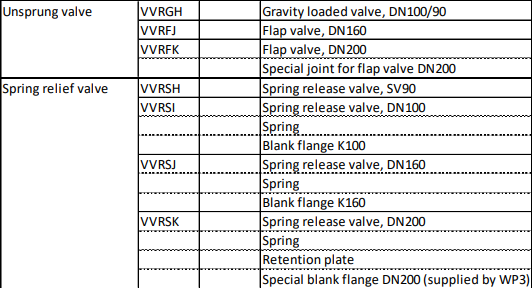 Unsprung valve VVRGH Gravity loaded valve, DN100/90
VVRFJ Flap valve, DN160
VVRFK Flap valve, DN200
Special joint for flap valve DN200
Spring relief valve VVRSH Spring release valve, SV90
VVRSI Spring release valve, DN100
Spring
Blank flange K100
VVRSJ Spring release valve, DN160
Spring
Blank flange K160
VVRSK Spring release valve, DN200
Spring
Retention plate
Special blank flange DN200 (supplied by WP3)